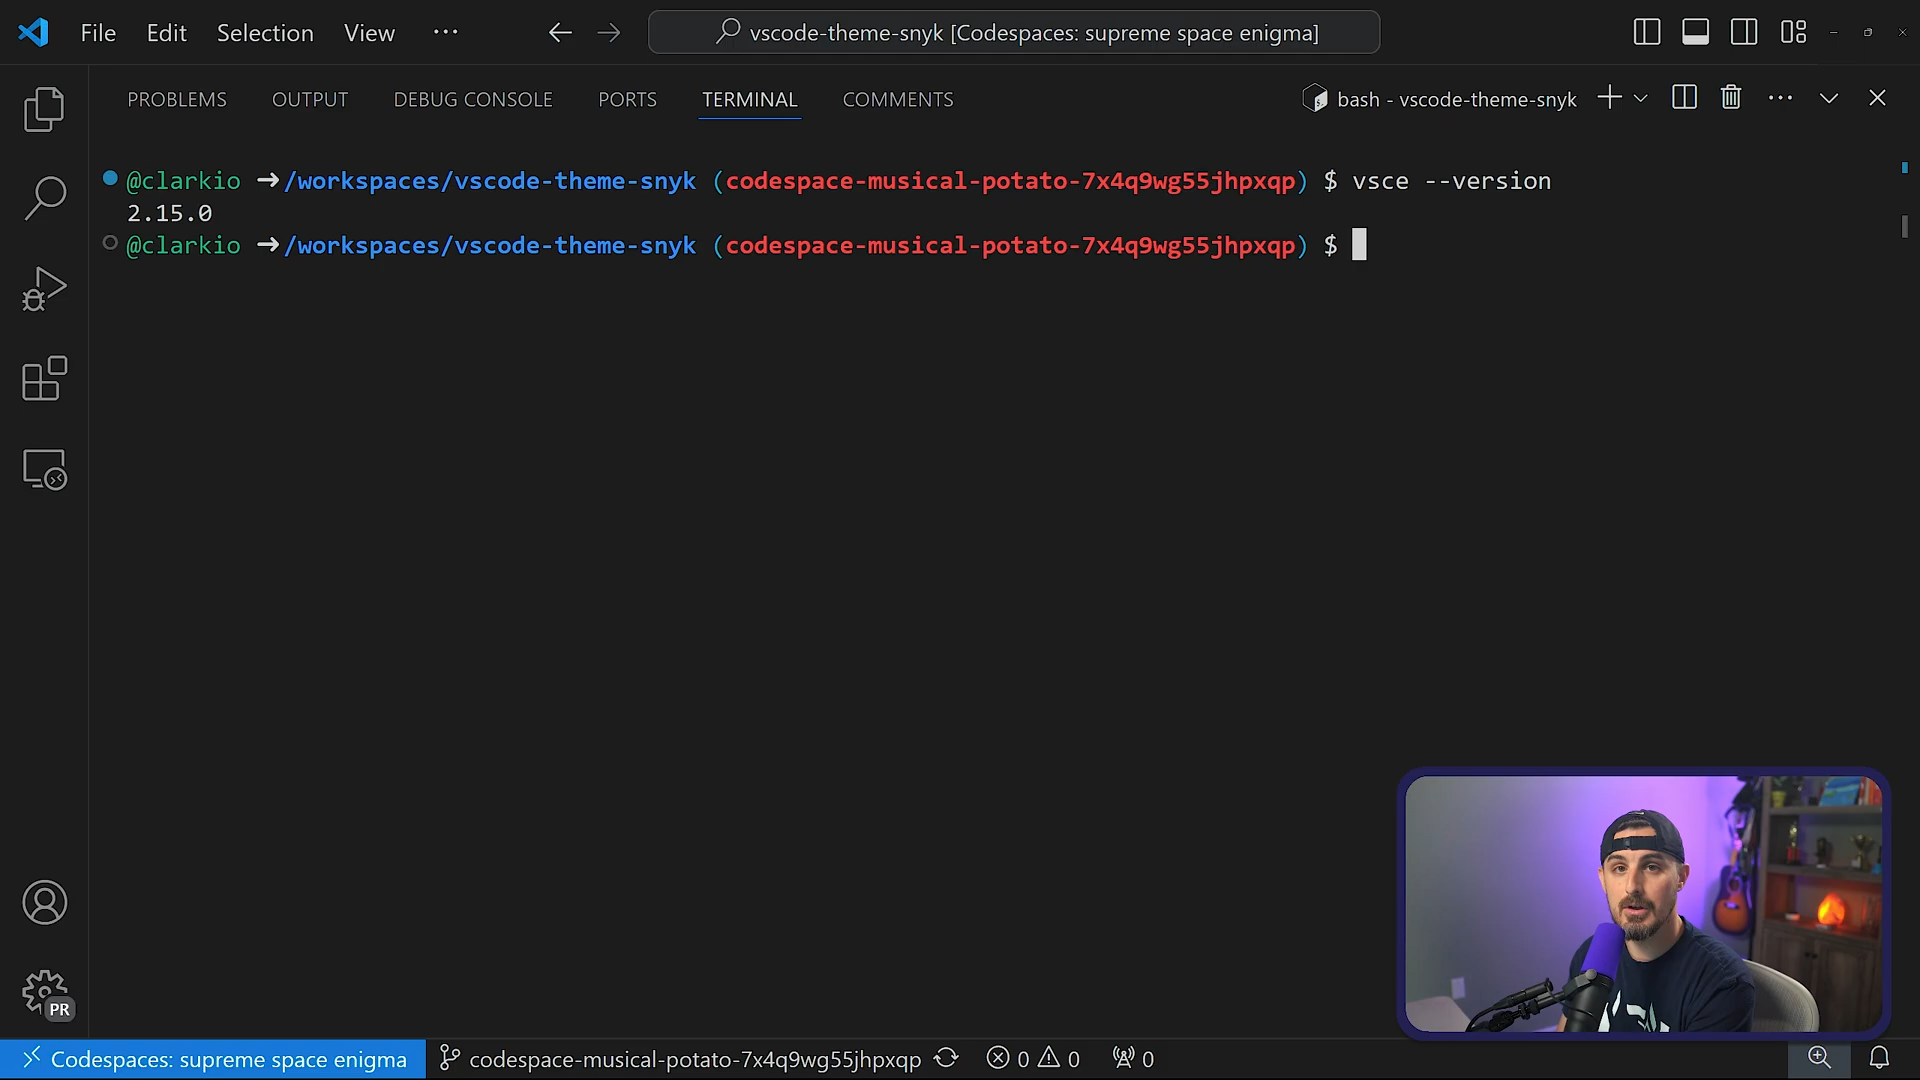 File Edit Selection View ···
vscode-theme-snyk [Codespaces: supreme space enigma]
PROBLEMS OUTPUT DEBUG CONSOLE PORTS TERMINAL COMMENTS
bash - vscode-theme-snyk
@clarkio ➜/workspaces/vscode-theme-snyk (codespace-musical-potato-7x4q9wg55jhpxqp) $ vsce --version
2.15.0
@clarkio ➜/workspaces/vscode-theme-snyk (codespace-musical-potato-7x4q9wg55jhpxqp) $
PR
Codespaces: supreme space enigma codespace-musical-potato-7x4q9wg55jhpxqp 0 0 0